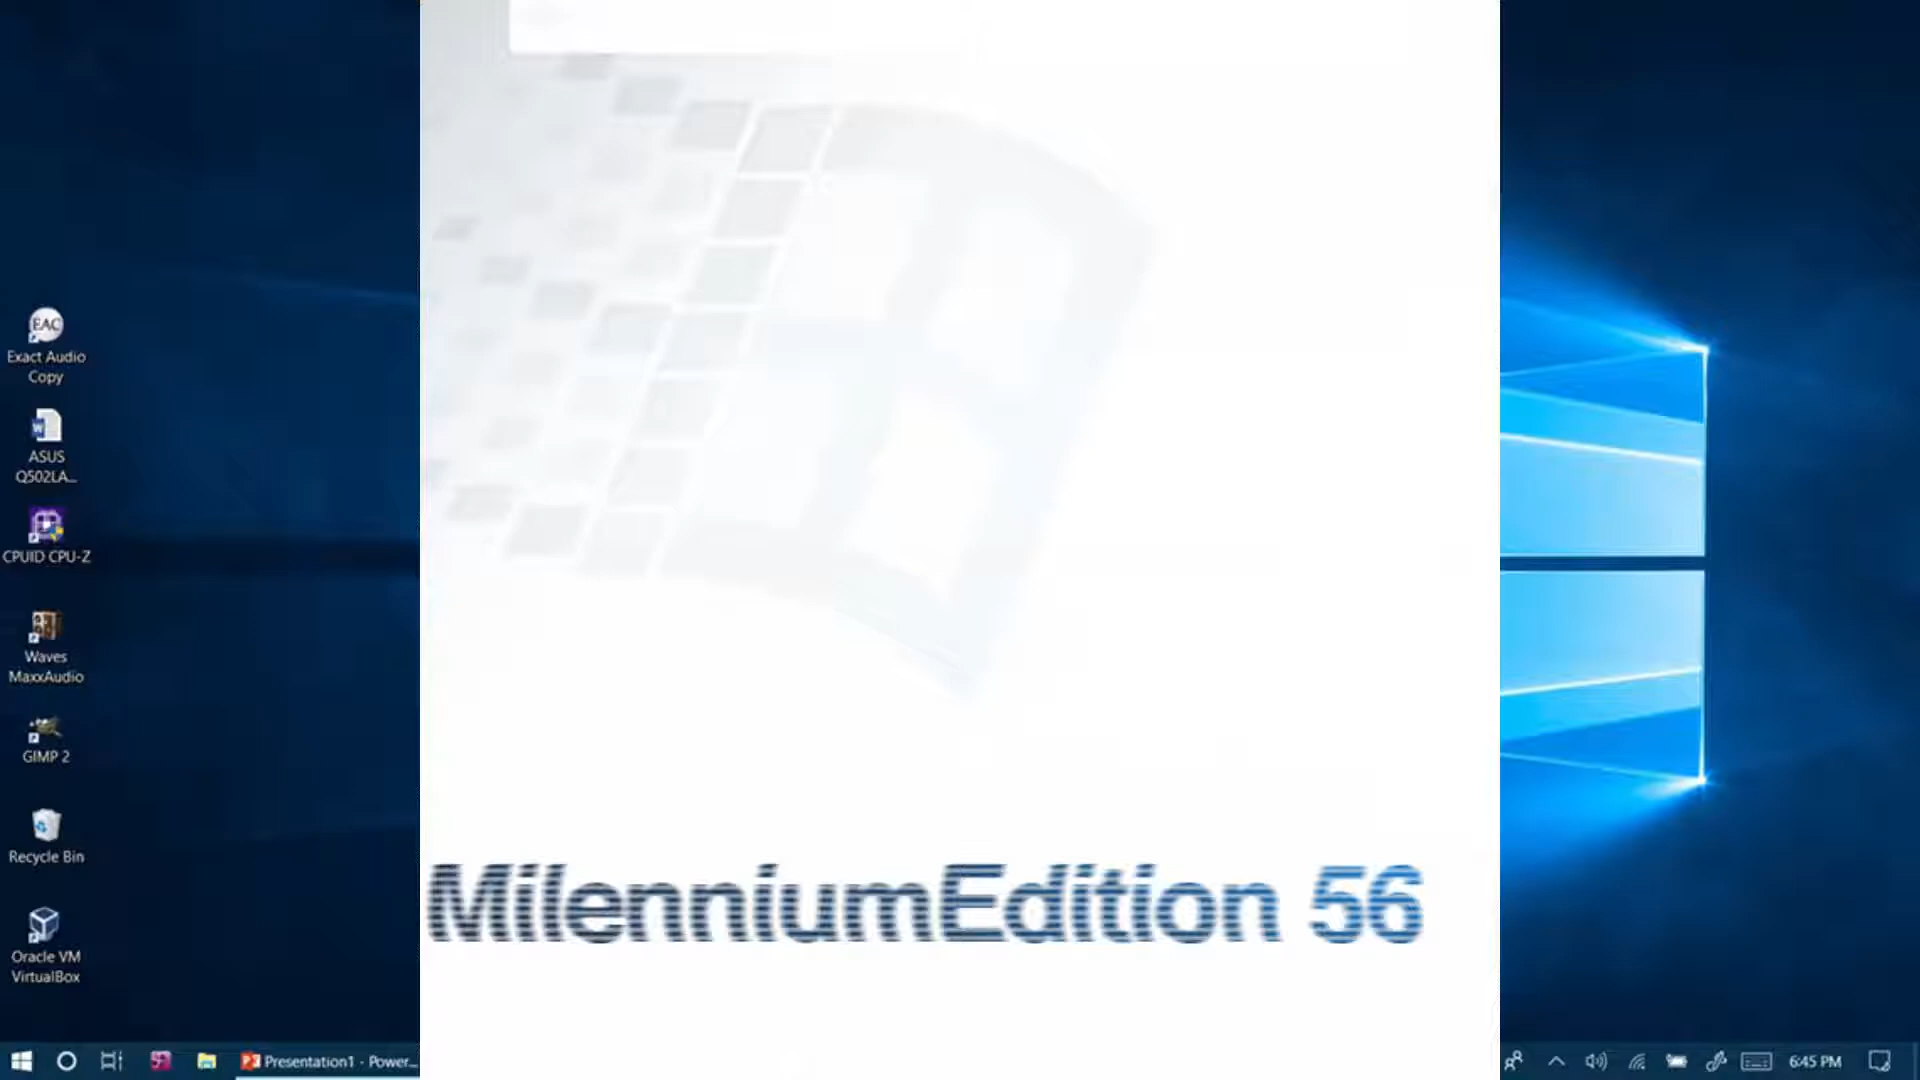 EAC
Exact Audio
Copy
W
ASUS
Q502LA...
CPUID CPU-Z
Waves
MaxxAudio
GIMP 2
Recycle Bin
Oracle VM
VirtualBox
MilenniumEdition 56
Presentation1 - Power...
6:45 PM